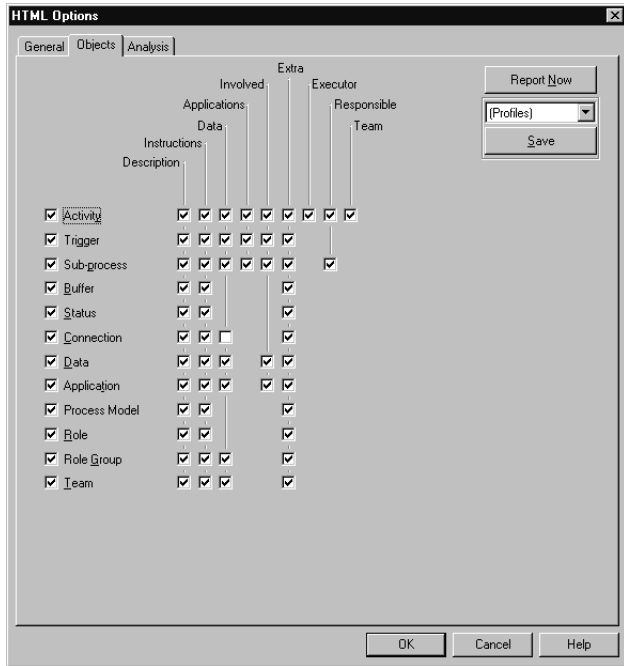 HTML Options
General Objects Analysis
Extra
Involved Executor
Applications Responsible
Data Team
Instructions
Description
Report Now
(Profiles)
Save
Activity
Trigger
Sub-process
Buffer
Status
Connection
Data
Application
Process Model
Role
Role Group
Team
OK Cancel Help